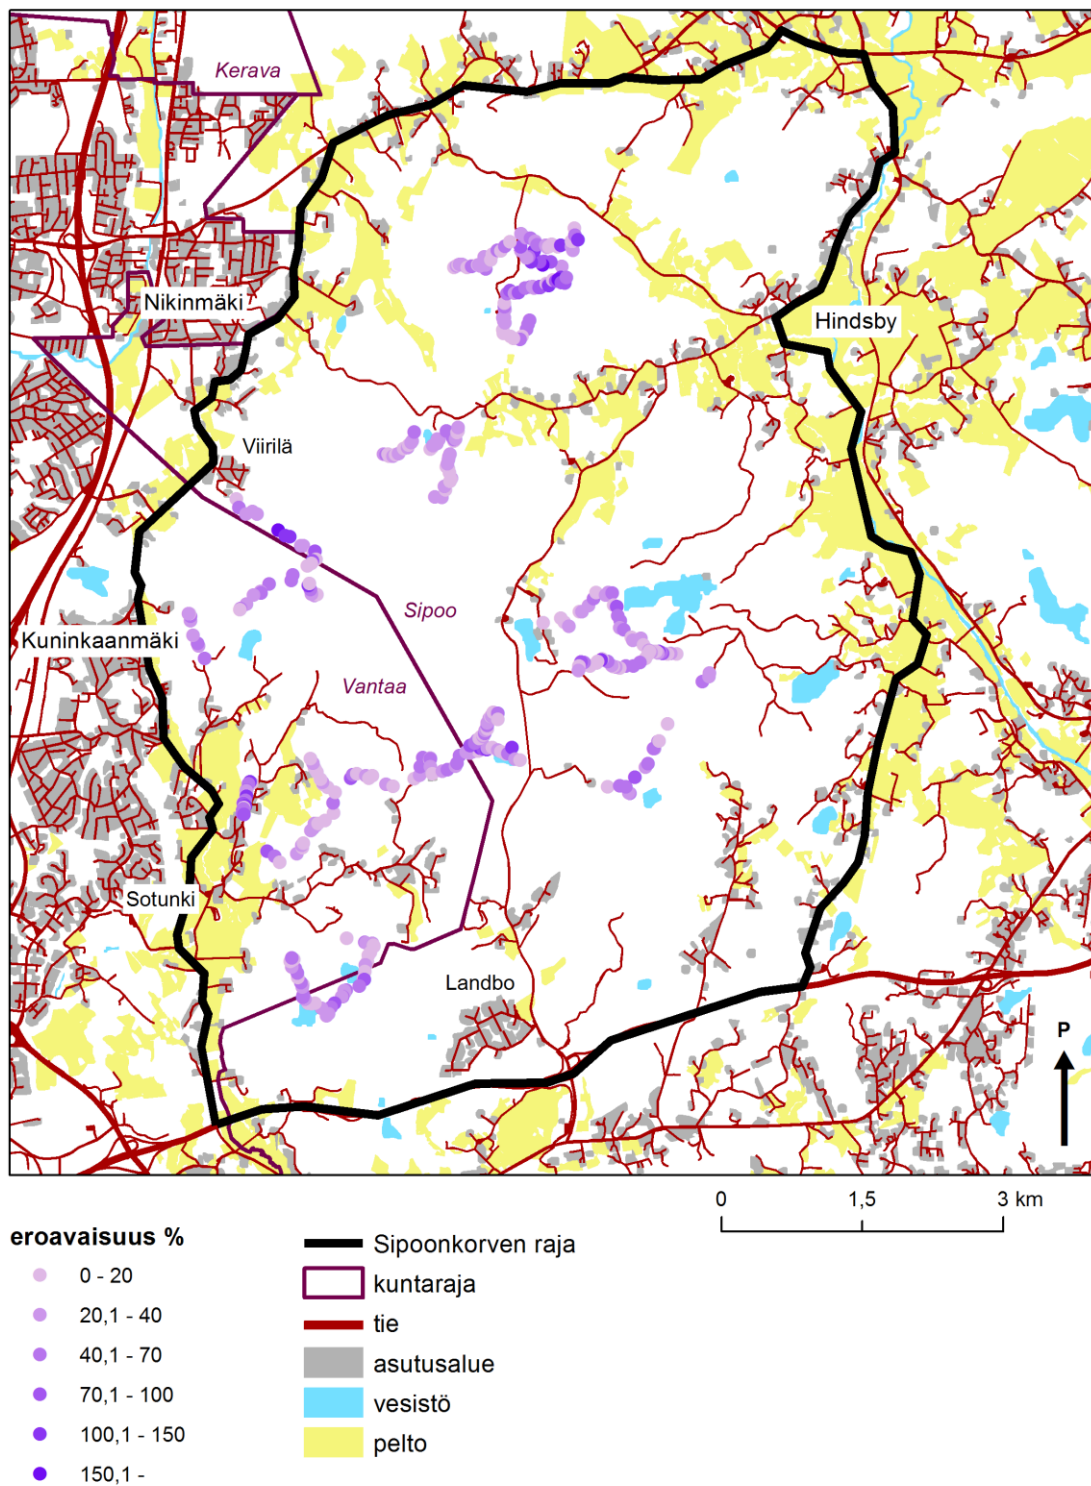 Kerava
Nikinmäki
Hindsby
Viirilä
Sipoo
Kuninkaanmäki
Vantaa
Sotunki
Landbo
P
0 1,5 3 km
eroavaisuus %
0 - 20
20,1 - 40
40,1 - 70
70,1 - 100
100,1 - 150
150,1 -
Sipoonkorven raja
kuntaraja
tie
asutusalue
vesistö
pelto